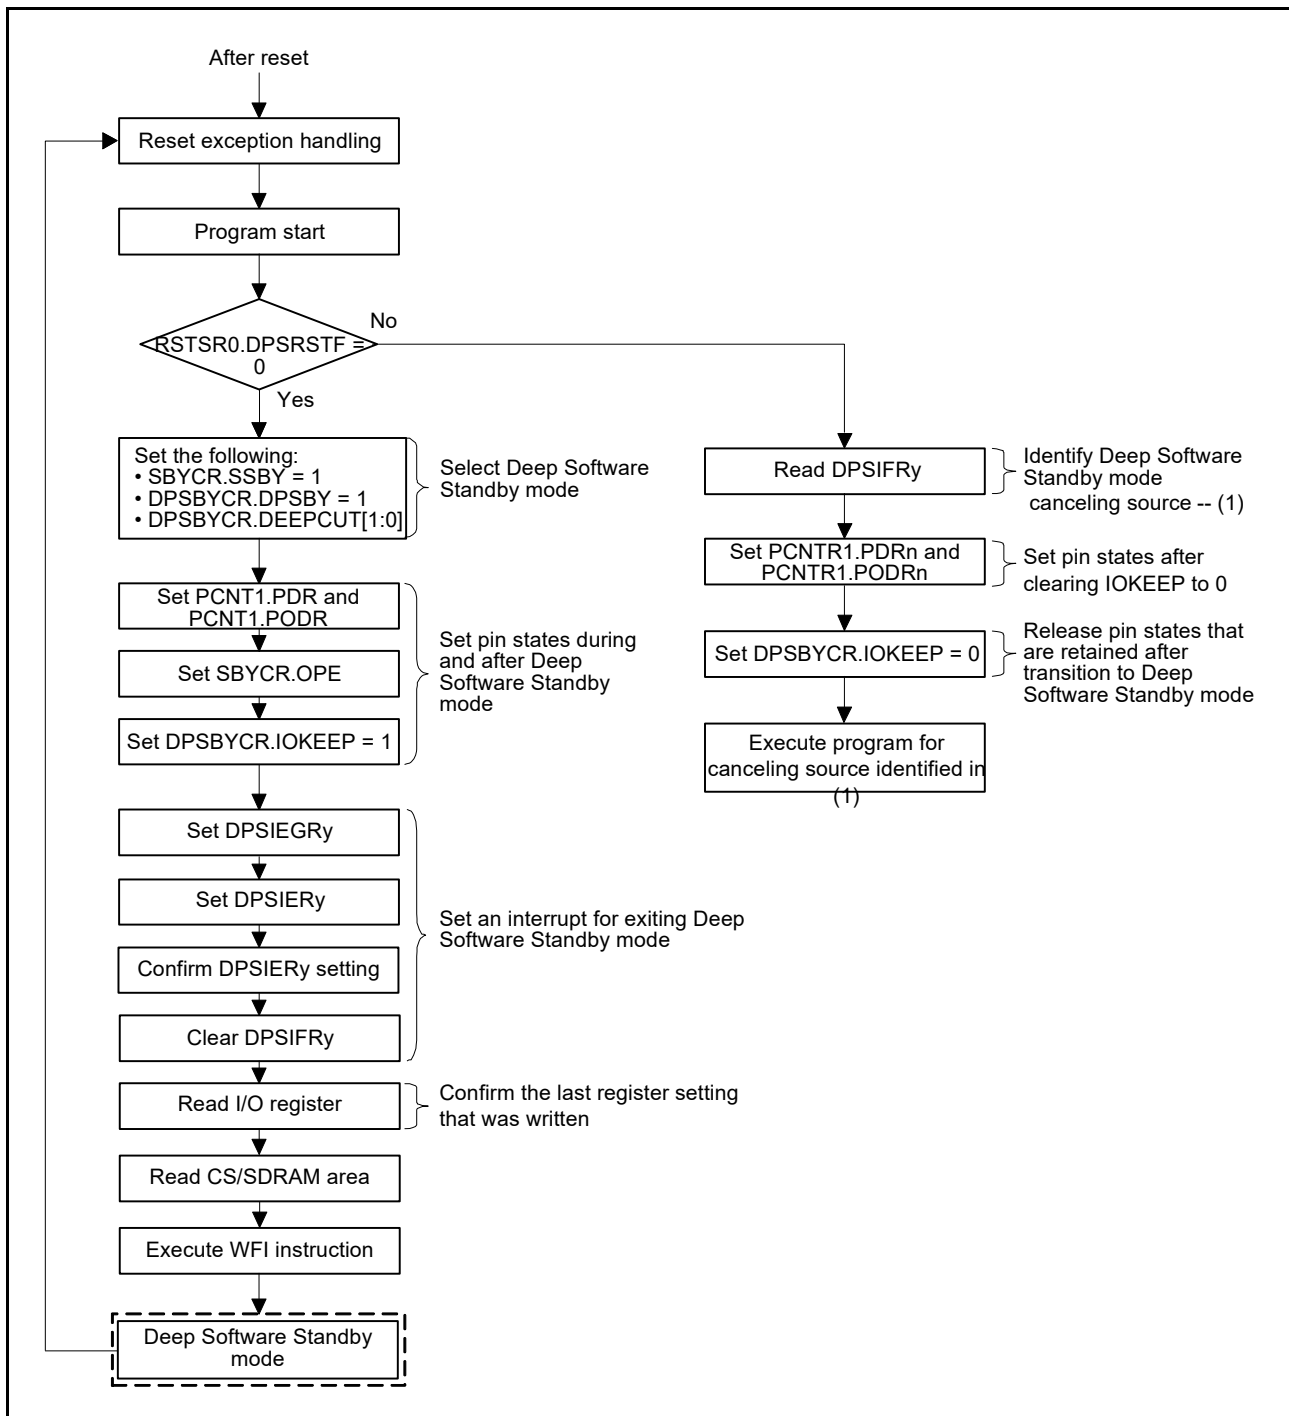 After reset
Reset exception handling
Program start
RSTSR0.DPSRSTF =
0
No
Yes
Set the following:
• SBYCR.SSBY = 1
• DPSBYCR.DPSBY = 1
• DPSBYCR.DEEPCUT[1:0]
Select Deep Software
Standby mode
Set PCNT1.PDR and
PCNT1.PODR
Set SBYCR.OPE
Set DPSBYCR.IOKEEP = 1
Set pin states during
and after Deep
Software Standby
mode
Set DPSIEGRy
Set DPSIERy
Confirm DPSIERy setting
Clear DPSIFRy
Set an interrupt for exiting Deep
Software Standby mode
Read I/O register
Confirm the last register setting
that was written
Read CS/SDRAM area
Execute WFI instruction
Deep Software Standby
mode
Read DPSIFRy
Identify Deep Software
Standby mode
canceling source -- (1)
Set PCNTR1.PDRn and
PCNTR1.PODRn
Set pin states after
clearing IOKEEP to 0
Set DPSBYCR.IOKEEP = 0
Release pin states that
are retained after
transition to Deep
Software Standby mode
Execute program for
canceling source identified in
(1)